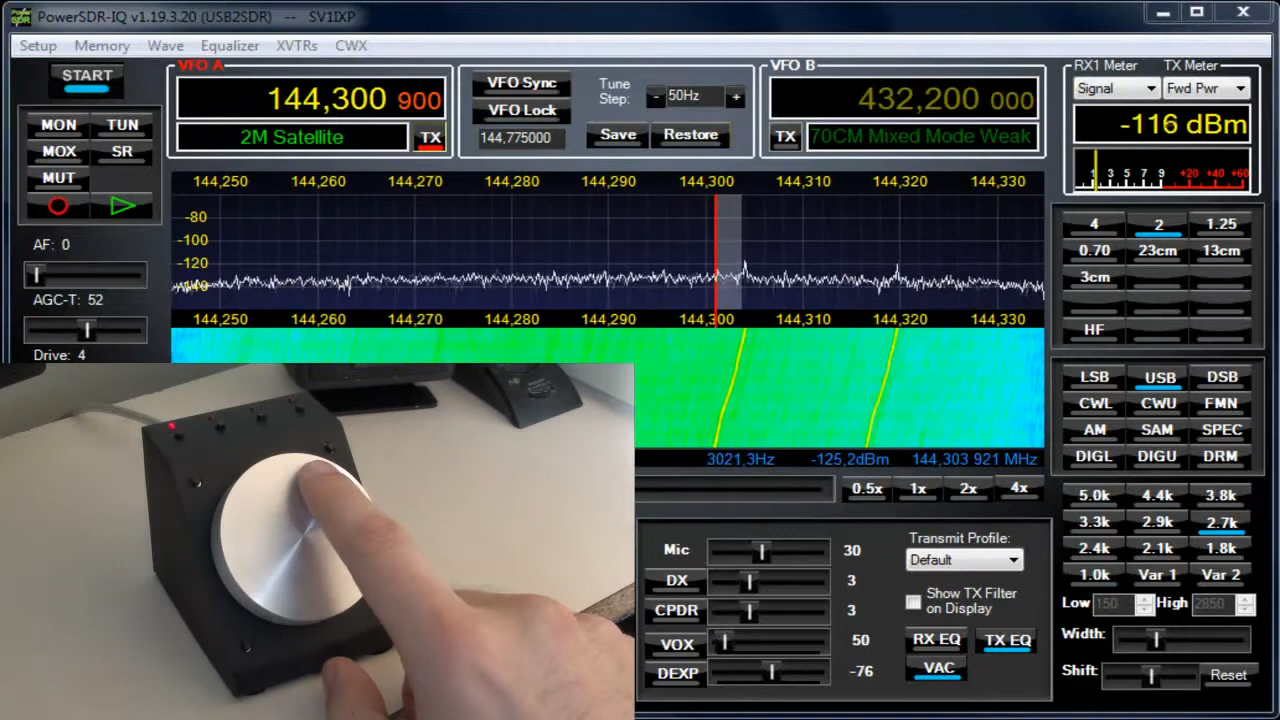 PowerSDR-IQ v1.19.3.20 (USB2SDR) -- SV1IXP
Setup Memory Wave Equalizer XVTRs CWX
START
MON TUN
MOX SR
MUT
AF: 0
AGC-T: 52
Drive: 4
VFO A
144,300 900
2M Satellite TX
VFO Sync
VFO Lock
144.775000
Tune
Step: - 50Hz +
Save Restore
VFO B
432,200 000
TX 70CM Mixed Mode Weak
RX1 Meter TX Meter
Signal Fwd Pwr
-116 dBm
1 3 5 7 9 +20 +40 +60
144,250 144,260 144,270 144,280 144,290 144,300 144,310 144,320 144,330
-80
-100
-120
-140
144,250 144,260 144,270 144,280 144,290 144,300 144,310 144,320 144,330
3021,3Hz -125,2dBm 144,303 921 MHz
0.5x 1x 2x 4x
4 2 1.25
0.70 23cm 13cm
3cm
HF
LSB USB DSB
CWL CWU FMN
AM SAM SPEC
DIGL DIGU DRM
5.0k 4.4k 3.8k
3.3k 2.9k 2.7k
2.4k 2.1k 1.8k
1.0k Var 1 Var 2
Low 150 High 2850
Width:
Shift: Reset
Mic 30
DX 3
CPDR 3
VOX 50
DEXP -76
Transmit Profile:
Default
Show TX Filter
on Display
RX EQ TX EQ
VAC